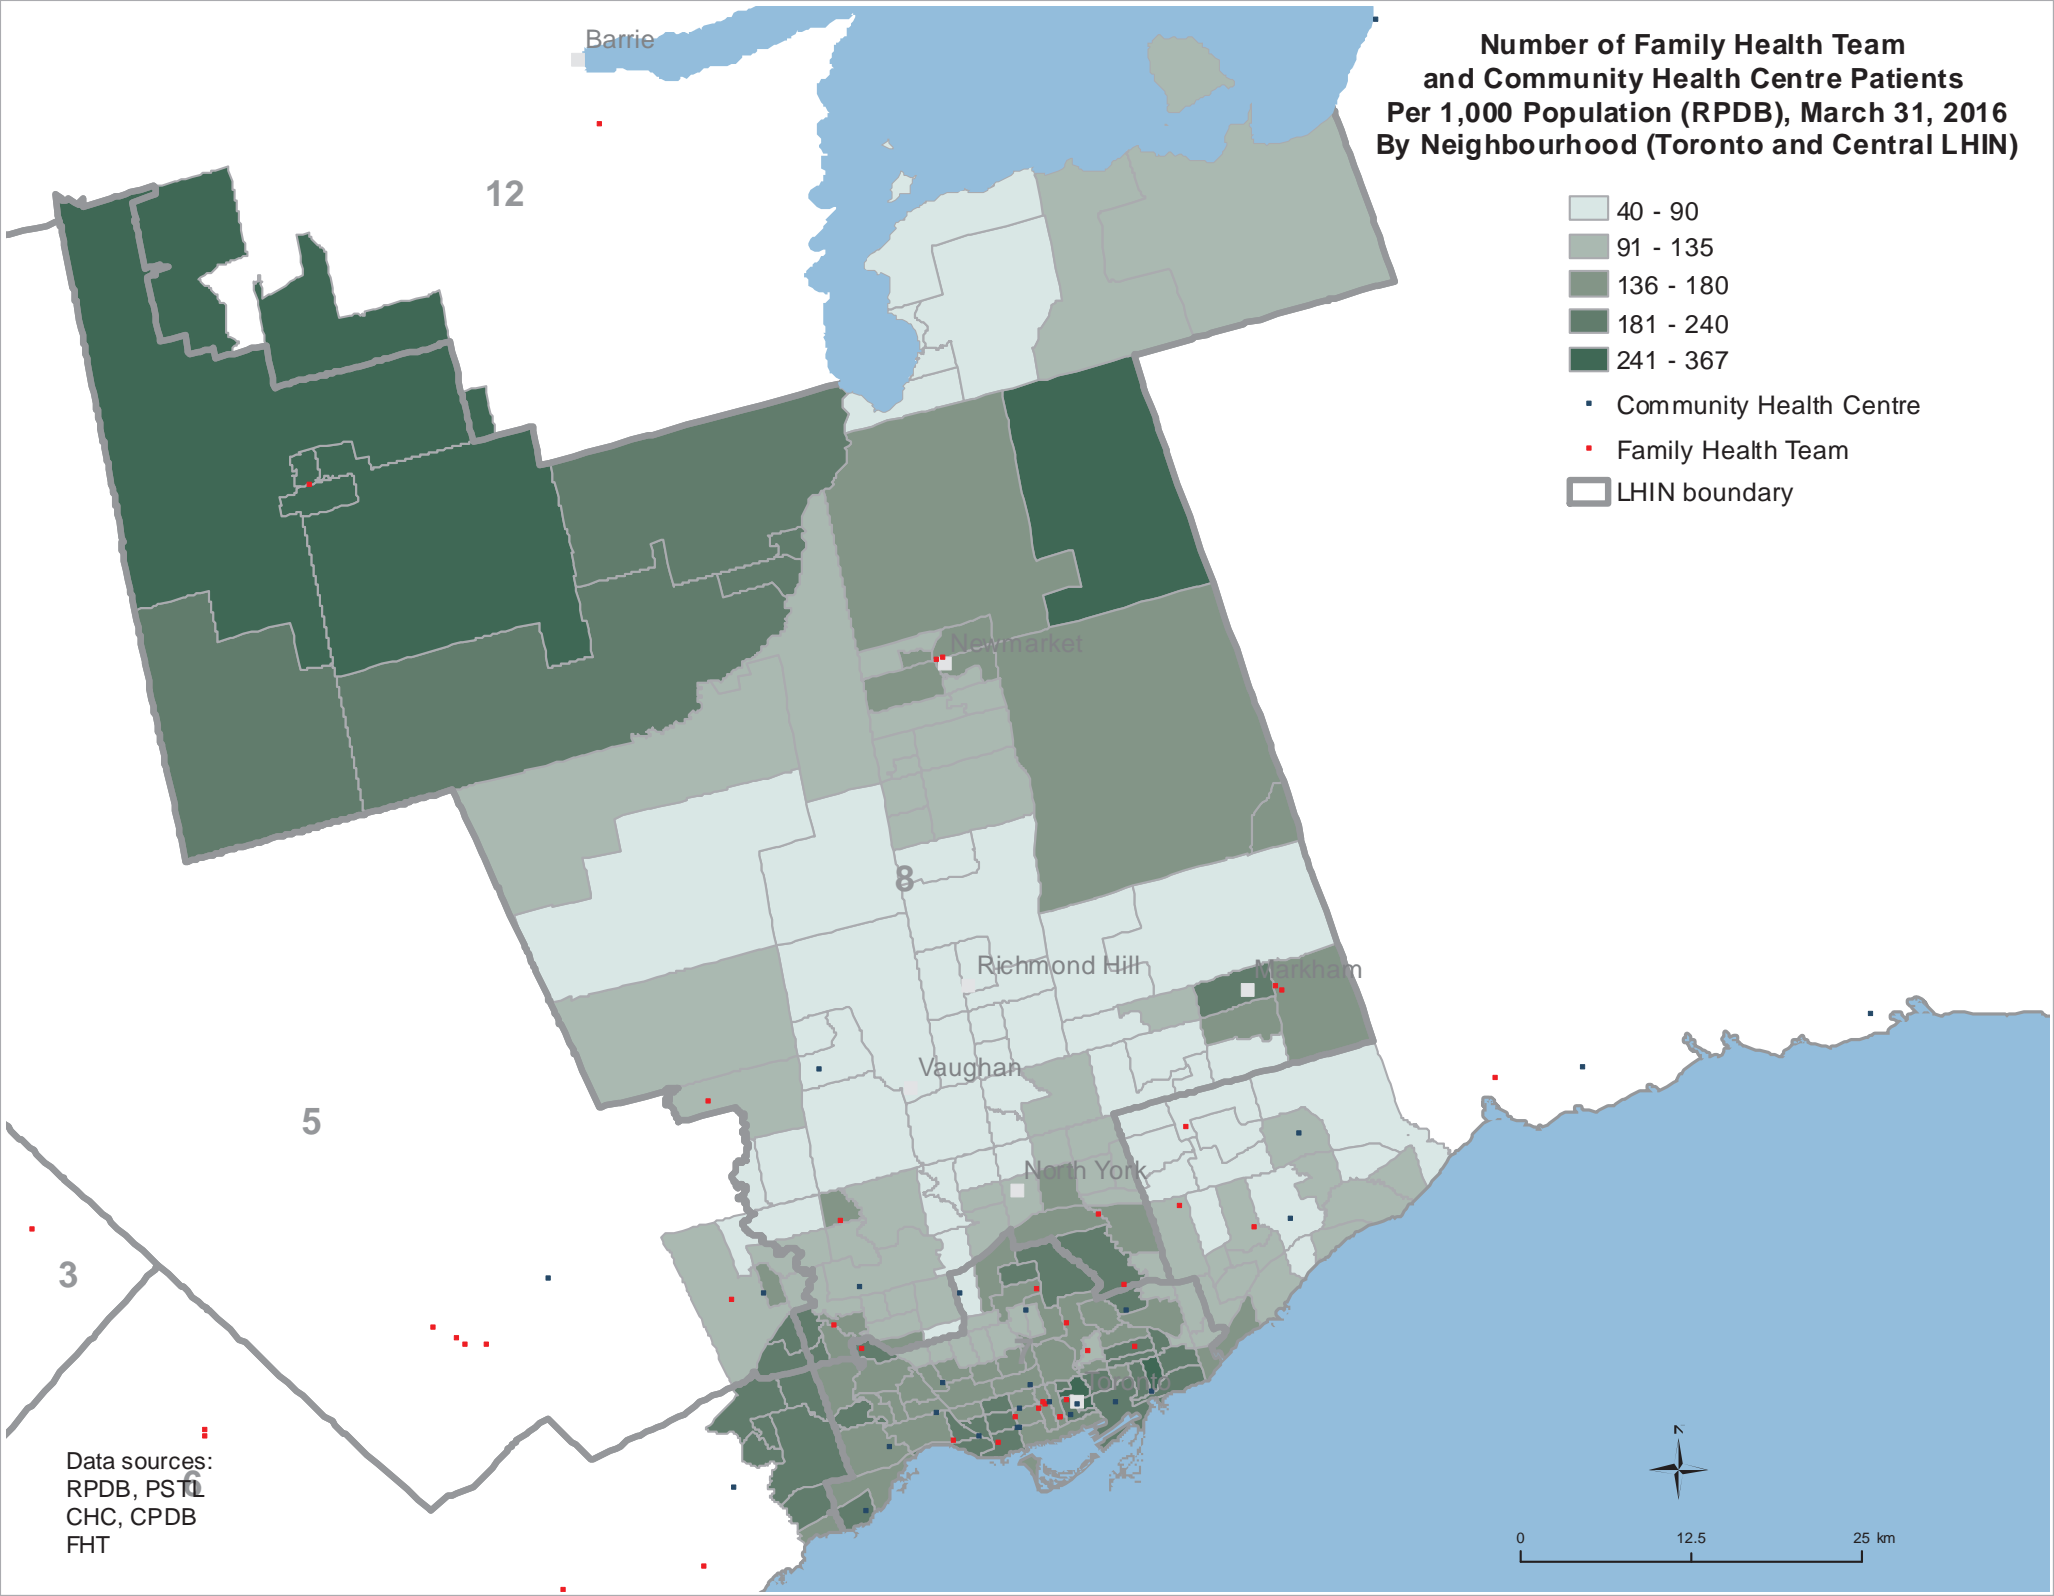 Number of Family Health Team
and Community Health Centre Patients
Per 1,000 Population (RPDB), March 31, 2016
By Neighbourhood (Toronto and Central LHIN)
40 - 90
91 - 135
136 - 180
181 - 240
241 - 367
Community Health Centre
Family Health Team
LHIN boundary
Barrie
12
Newmarket
8
Richmond Hill
Markham
Vaughan
5
North York
3
Toronto
6
Data sources:
RPDB, PSTL
CHC, CPDB
FHT
N
0 12.5 25 km